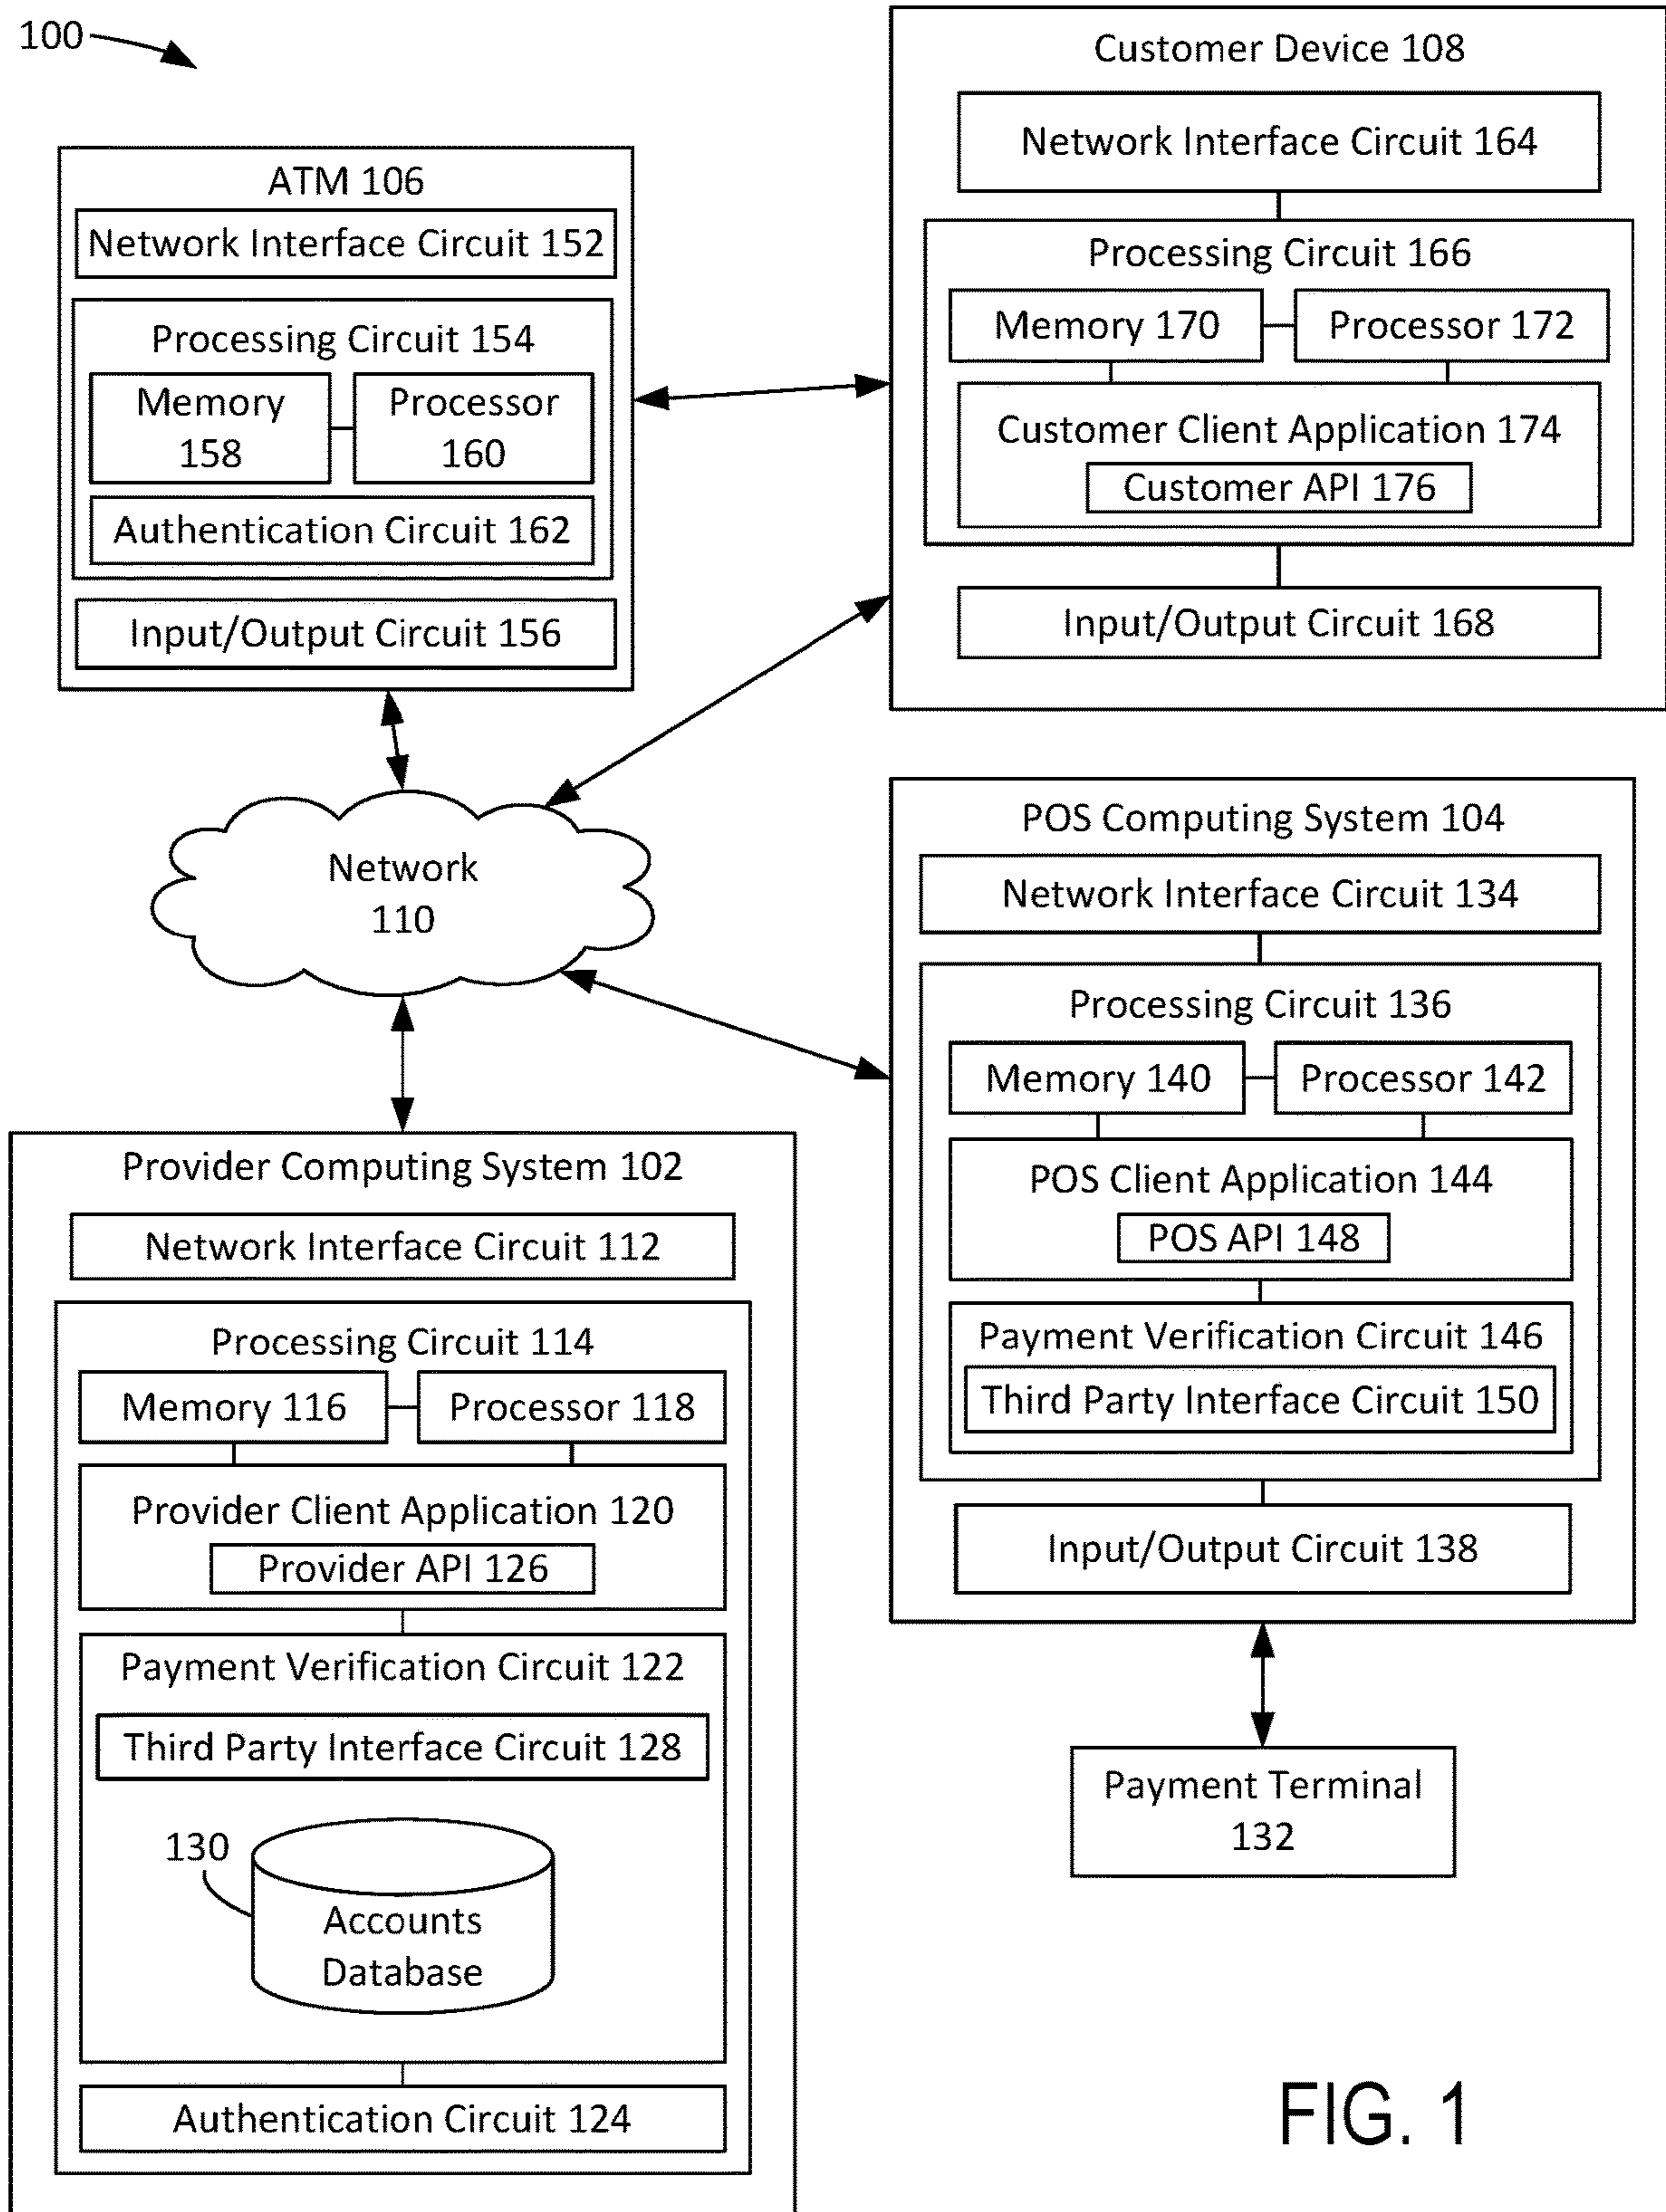 100
ATM 106
Network Interface Circuit 152
Processing Circuit 154
Memory
158
Processor
160
Authentication Circuit 162
Input/Output Circuit 156
Customer Device 108
Network Interface Circuit 164
Processing Circuit 166
Memory 170
Processor 172
Customer Client Application 174
Customer API 176
Input/Output Circuit 168
Network
110
POS Computing System 104
Network Interface Circuit 134
Processing Circuit 136
Memory 140
Processor 142
POS Client Application 144
POS API 148
Payment Verification Circuit 146
Third Party Interface Circuit 150
Input/Output Circuit 138
Payment Terminal
132
Provider Computing System 102
Network Interface Circuit 112
Processing Circuit 114
Memory 116
Processor 118
Provider Client Application 120
Provider API 126
Payment Verification Circuit 122
Third Party Interface Circuit 128
130
Accounts
Database
Authentication Circuit 124
FIG. 1